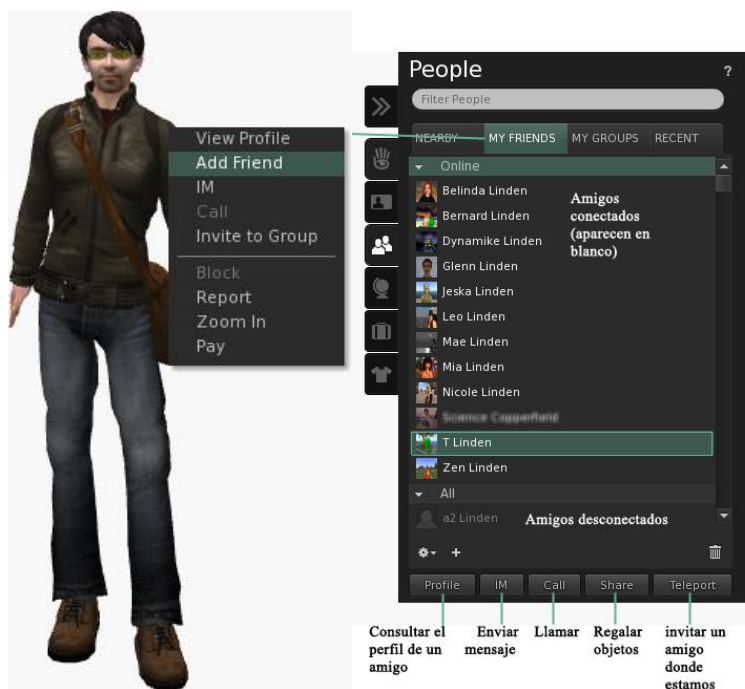 View Profile
Add Friend
IM
Call
Invite to Group
Block
Report
Zoom In
Pay
People
?
Filter People
NEARBY MY FRIENDS MY GROUPS RECENT
Online
Belinda Linden
Bernard Linden
Dynamike Linden
Glenn Linden
Jeska Linden
Leo Linden
Mae Linden
Mia Linden
Nicole Linden
T Linden
Zen Linden
Amigos
conectados
(aparecen en
blanco)
All
a2 Linden
Amigos desconectados
Profile IM Call Share Teleport
Consultar el
perfil de un
amigo
Enviar
mensaje
Llamar
Regalar
objetos
invitar un
amigo
donde
estamos